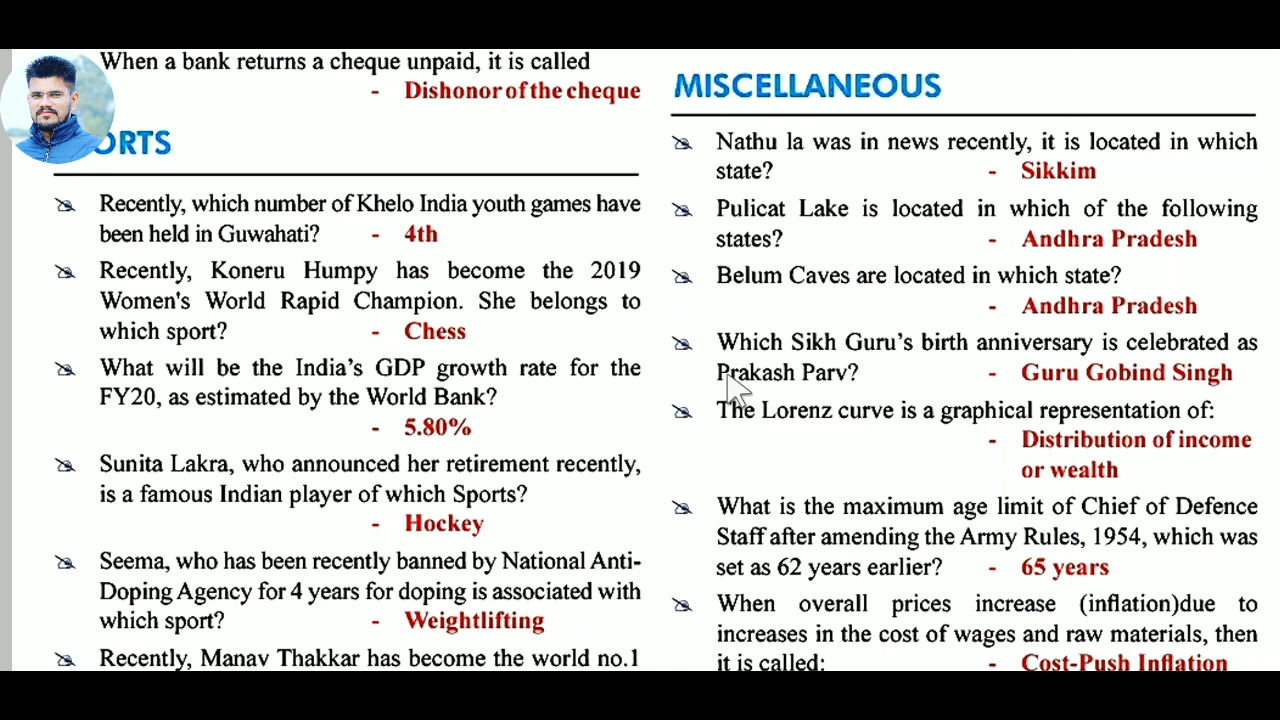 When a bank returns a cheque unpaid, it is called
- Dishonor of the cheque
ORTS
Recently, which number of Khelo India youth games have
been held in Guwahati? - 4th
Recently, Koneru Humpy has become the 2019
Women's World Rapid Champion. She belongs to
which sport? - Chess
What will be the India's GDP growth rate for the
FY20, as estimated by the World Bank?
- 5.80%
Sunita Lakra, who announced her retirement recently,
is a famous Indian player of which Sports?
- Hockey
Seema, who has been recently banned by National Anti-
Doping Agency for 4 years for doping is associated with
which sport? - Weightlifting
Recently, Manav Thakkar has become the world no.1
MISCELLANEOUS
Nathu la was in news recently, it is located in which
state? - Sikkim
Pulicat Lake is located in which of the following
states? - Andhra Pradesh
Belum Caves are located in which state?
- Andhra Pradesh
Which Sikh Guru's birth anniversary is celebrated as
Prakash Parv? - Guru Gobind Singh
The Lorenz curve is a graphical representation of:
- Distribution of income
or wealth
What is the maximum age limit of Chief of Defence
Staff after amending the Army Rules, 1954, which was
set as 62 years earlier? - 65 years
When overall prices increase (inflation)due to
increases in the cost of wages and raw materials, then
it is called: - Cost-Push Inflation